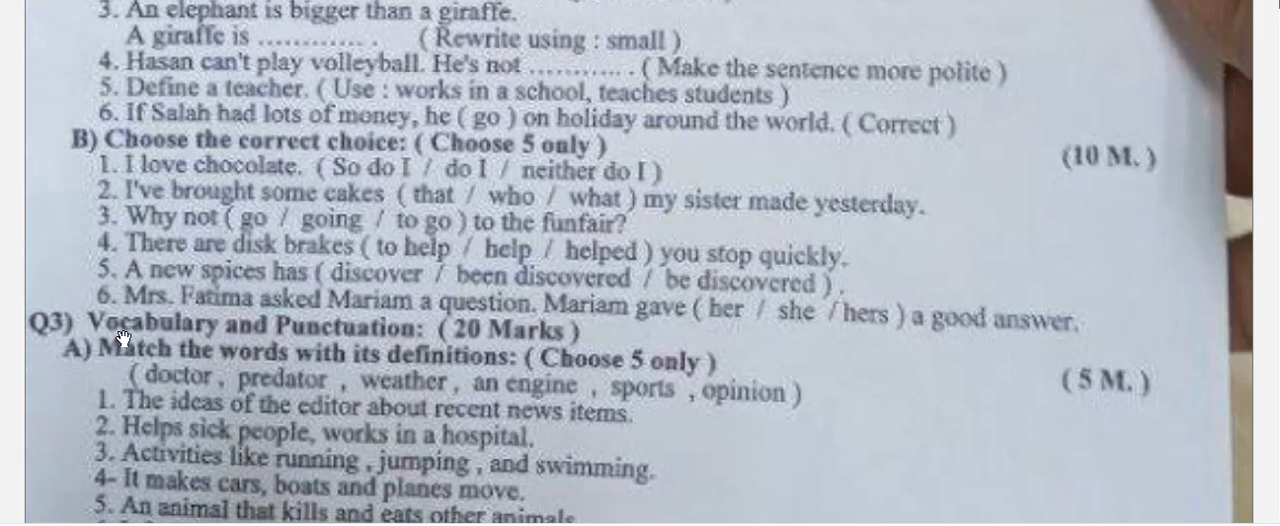 3. An elephant is bigger than a giraffe.
A giraffe is ............. . ( Rewrite using : small )
4. Hasan can't play volleyball. He's not ............ . ( Make the sentence more polite )
5. Define a teacher. ( Use : works in a school, teaches students )
6. If Salah had lots of money, he ( go ) on holiday around the world. ( Correct )
B) Choose the correct choice: ( Choose 5 only ) (10 M. )
1. I love chocolate. ( So do I / do I / neither do I )
2. I've brought some cakes ( that / who / what ) my sister made yesterday.
3. Why not ( go / going / to go ) to the funfair?
4. There are disk brakes ( to help / help / helped ) you stop quickly.
5. A new spices has ( discover / been discovered / be discovered ) .
6. Mrs. Fatima asked Mariam a question. Mariam gave ( her / she / hers ) a good answer.
Q3) Vocabulary and Punctuation: ( 20 Marks )
A) Match the words with its definitions: ( Choose 5 only ) ( 5 M. )
( doctor , predator , weather , an engine , sports , opinion )
1. The ideas of the editor about recent news items.
2. Helps sick people, works in a hospital.
3. Activities like running , jumping , and swimming.
4- It makes cars, boats and planes move.
5. An animal that kills and eats other animals